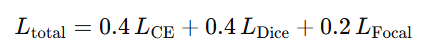 L_total = 0.4 L_CE + 0.4 L_Dice + 0.2 L_Focal